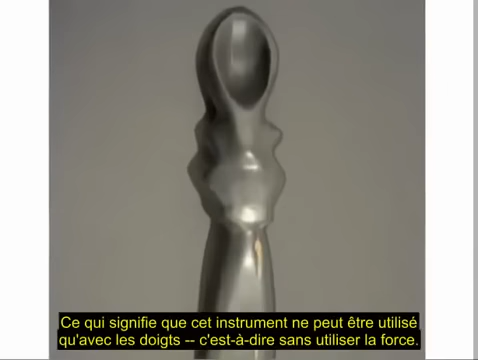 Ce qui signifie que cet instrument ne peut être utilisé
qu'avec les doigts -- c'est-à-dire sans utiliser la force.